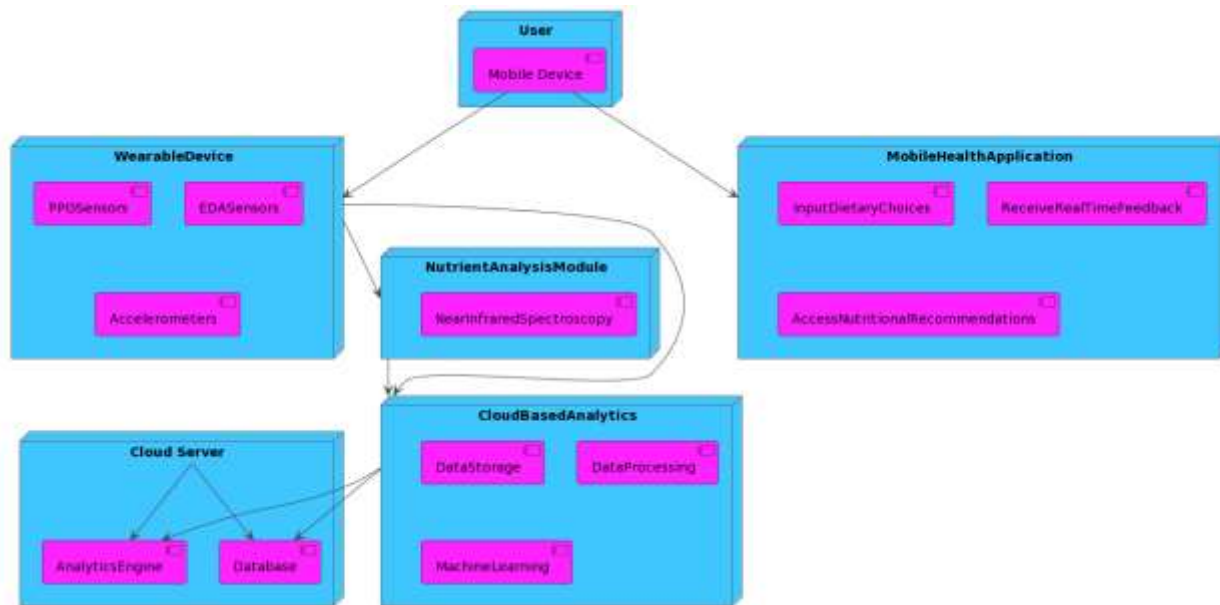 User
Mobile Device
WearableDevice
PPGSensors
EDASensors
Accelerometers
MobileHealthApplication
InputDietaryChoices
ReceiveRealTimeFeedback
AccessNutritionalRecommendations
NutrientAnalysisModule
NearInfraredSpectroscopy
CloudBasedAnalytics
DataStorage
DataProcessing
MachineLearning
Cloud Server
AnalyticsEngine
Database